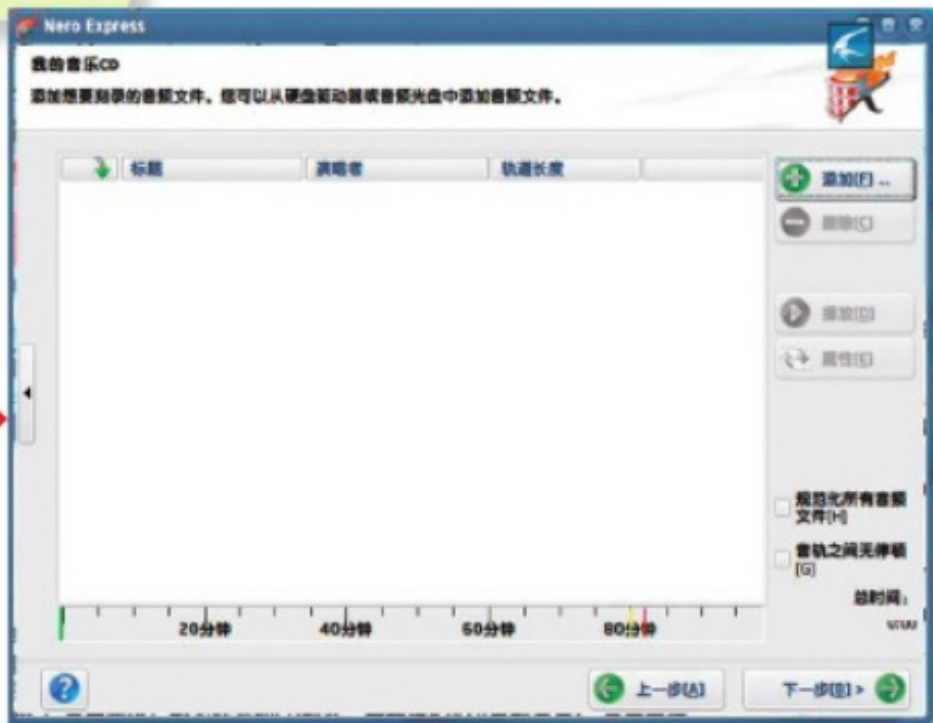 Nero Express
我的音乐CD
添加想要刻录的音频文件。您可以从硬盘驱动器或音频光盘中添加音频文件。
标题 演唱者 轨道长度
添加[F] ...
删除[C]
播放[D]
属性[E]
规范化所有音频
文件[H]
音轨之间无停顿
[G]
总时间：
20分钟 40分钟 60分钟 80分钟
上一步[A] 下一步[B] >